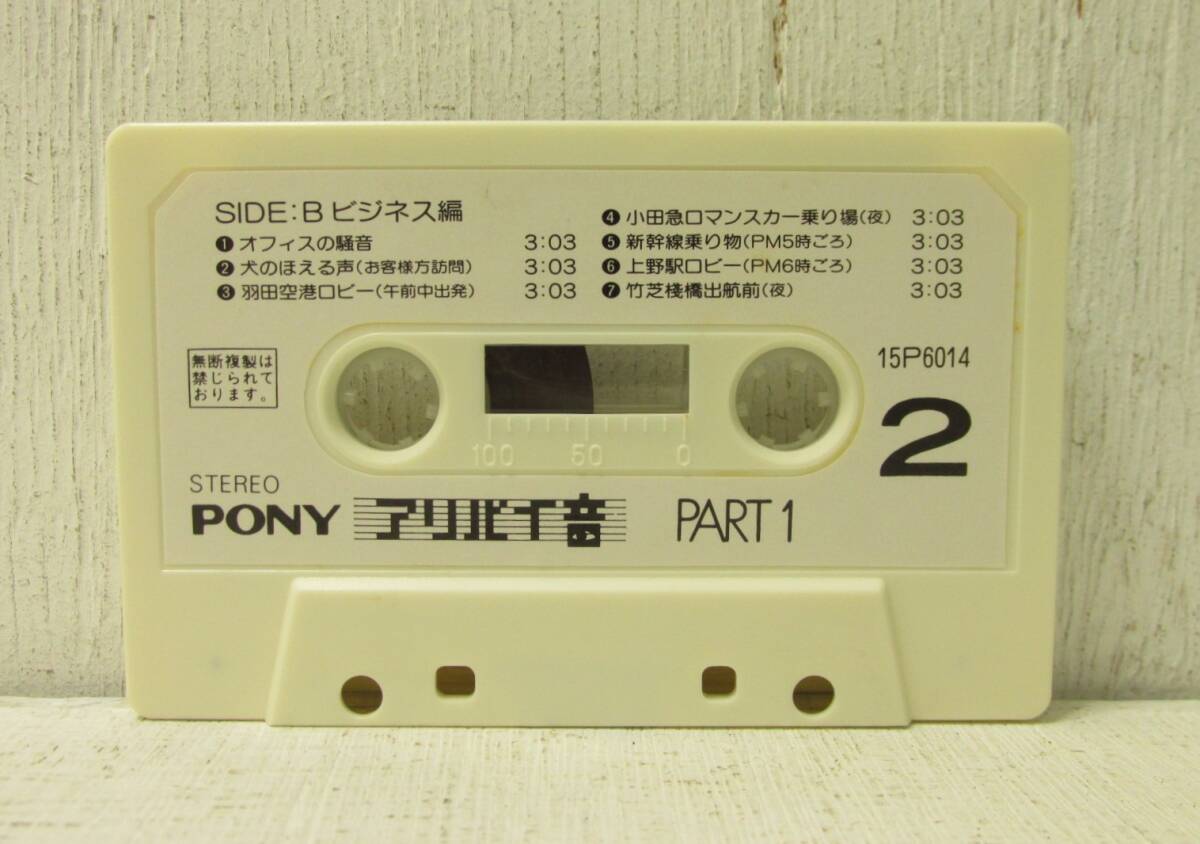 SIDE:B ビジネス編
❶ オフィスの騒音 3:03
❷ 犬のほえる声(お客様方訪問) 3:03
❸ 羽田空港ロビー(午前中出発) 3:03
❹ 小田急ロマンスカー乗り場(夜) 3:03
❺ 新幹線乗り物(PM5時ごろ) 3:03
❻ 上野駅ロビー(PM6時ごろ) 3:03
❼ 竹芝棧橋出航前(夜) 3:03
無断複製は
禁じられて
おります。
15P6014
2
100 50 0
STEREO
PONY アリバイ音 PART 1